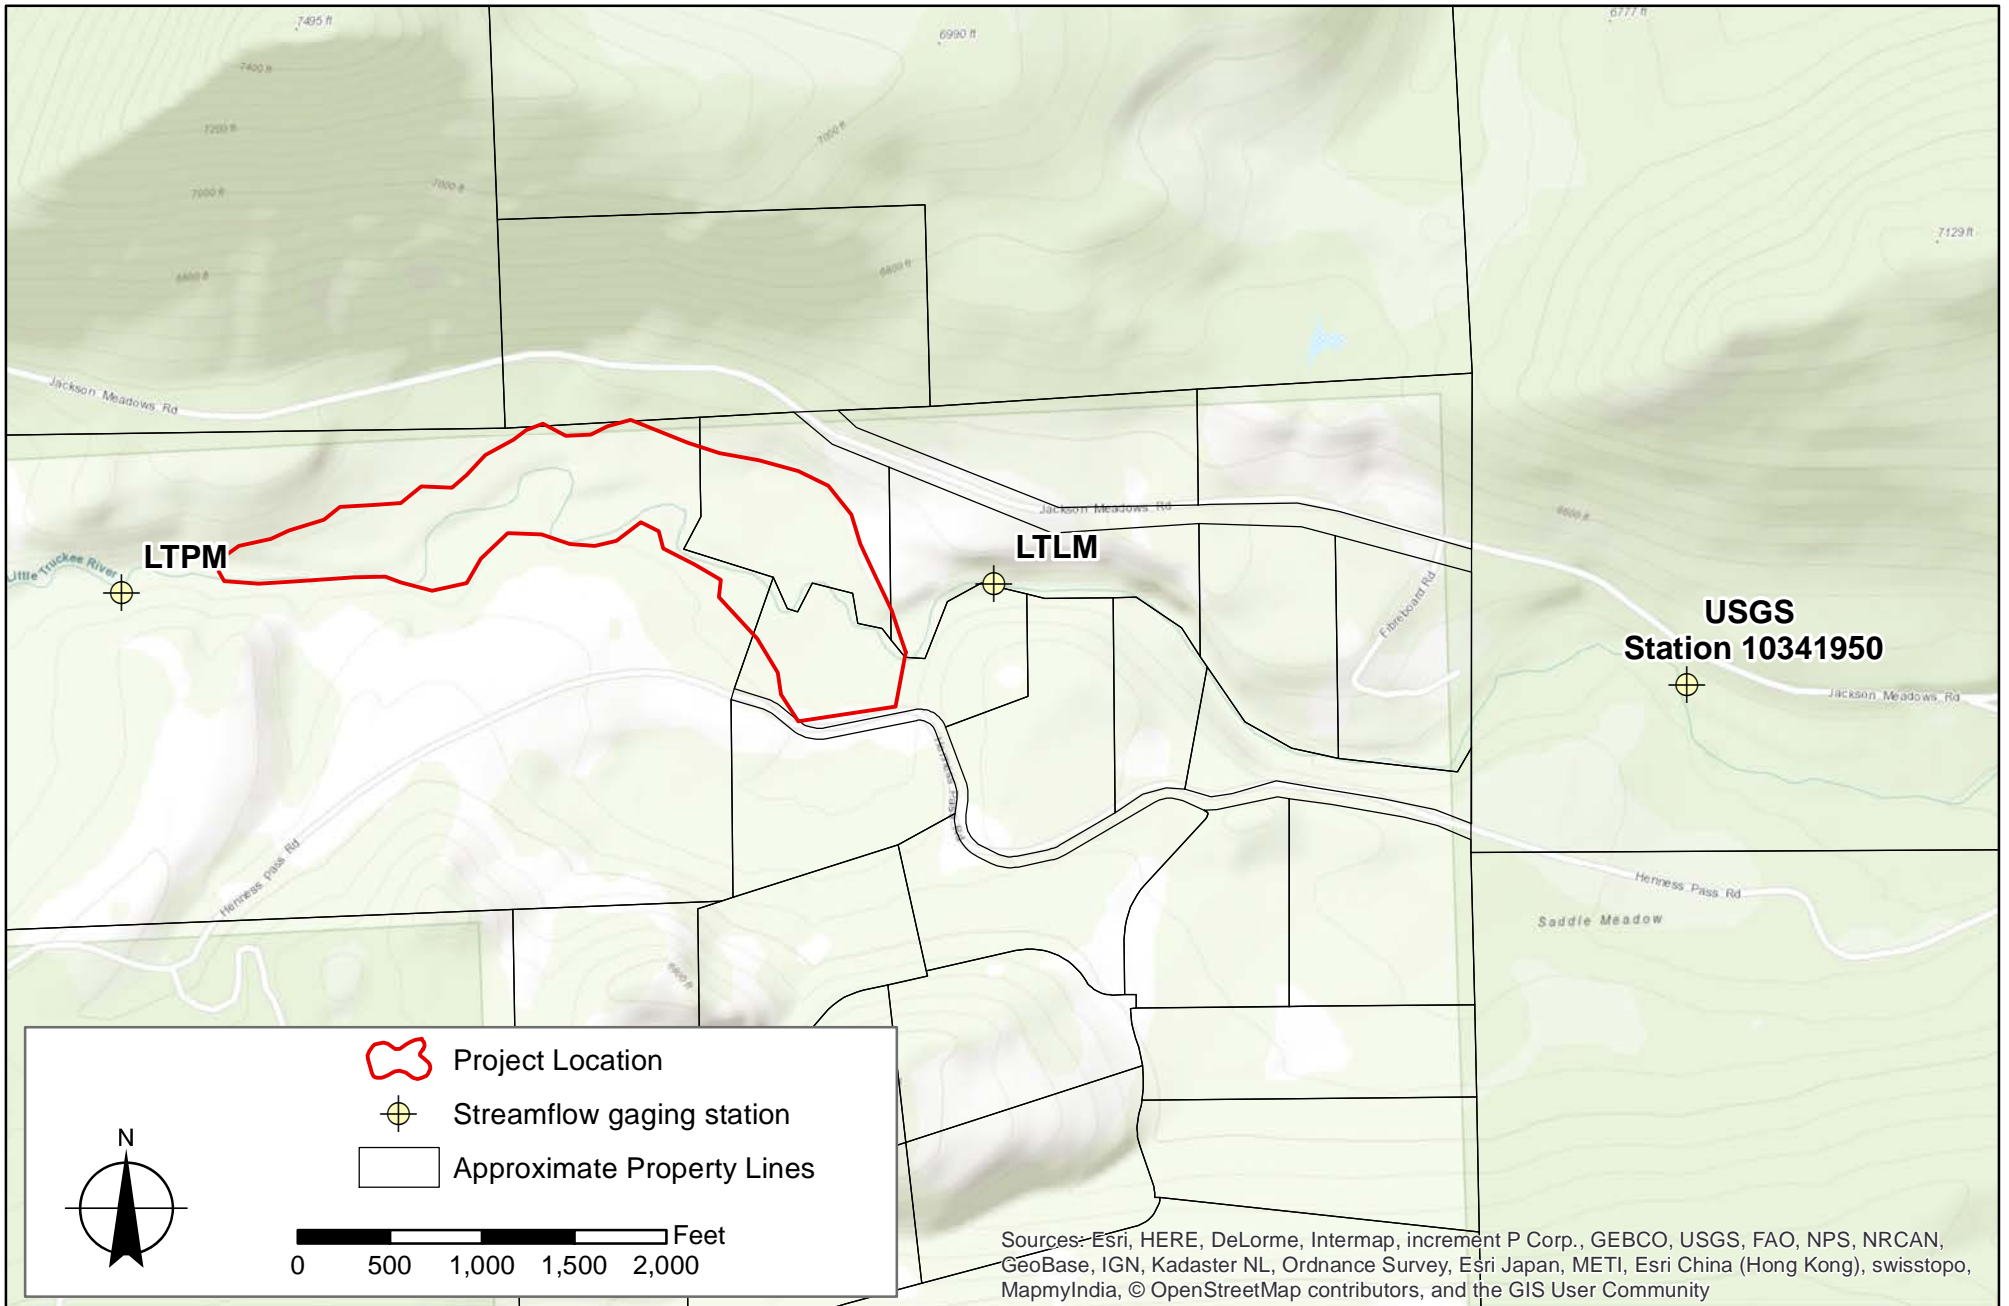 7495 ft
6990 ft
6777 ft
7400 ft
7200 ft
7000 ft
7000 ft
7000 ft
7129 ft
6800 ft
6800 ft
Jackson Meadows Rd
Jackson Meadows Rd
6600 ft
LTPM
LTLM
Little Truckee River
Fibreboard Rd
USGS
Station 10341950
Jackson Meadows Rd
Henness Pass Rd
Henness Pass Rd
Henness Pass Rd
Saddle Meadow
6800 ft
Project Location
Streamflow gaging station
Approximate Property Lines
N
Feet
0 500 1,000 1,500 2,000
Sources: Esri, HERE, DeLorme, Intermap, increment P Corp., GEBCO, USGS, FAO, NPS, NRCAN,
GeoBase, IGN, Kadaster NL, Ordnance Survey, Esri Japan, METI, Esri China (Hong Kong), swisstopo,
MapmyIndia, © OpenStreetMap contributors, and the GIS User Community